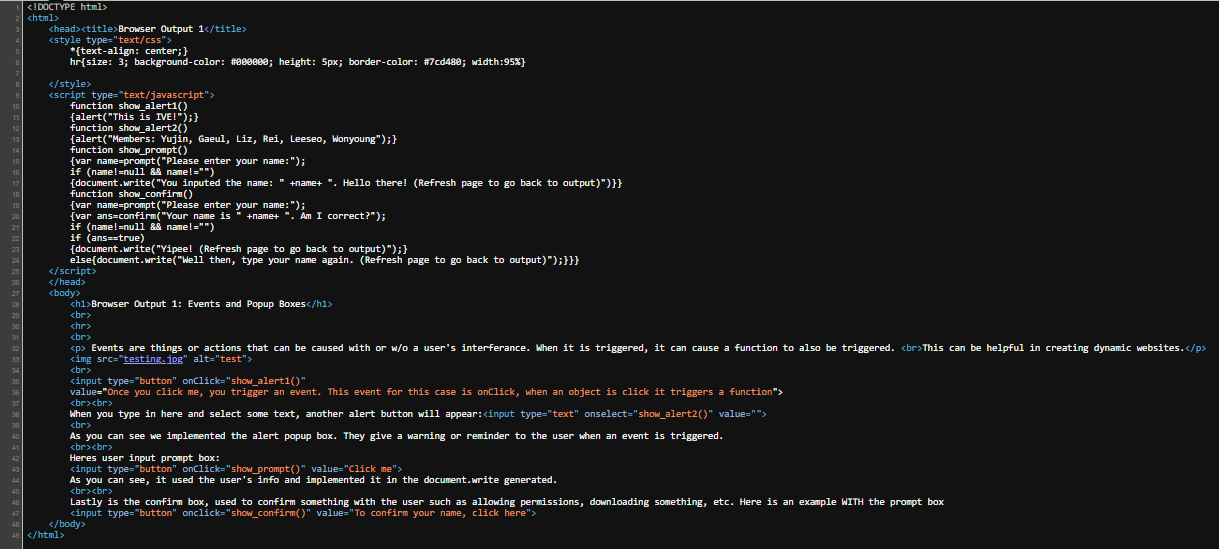 1 <!DOCTYPE html>
2 <html>
3 <head><title>Browser Output 1</title>
4 <style type="text/css">
5 *{text-align: center;}
6 hr{size: 3; background-color: #000000; height: 5px; border-color: #7cd480; width:95%}
7
8 </style>
9 <script type="text/javascript">
10 function show_alert1()
11 {alert("This is IVE!");}
12 function show_alert2()
13 {alert("Members: Yujin, Gaeul, Liz, Rei, Leeseo, Wonyoung");}
14 function show_prompt()
15 {var name=prompt("Please enter your name:");
16 if (name!=null && name!="")
17 {document.write("You inputed the name: " +name+ ". Hello there! (Refresh page to go back to output)")}}
18 function show_confirm()
19 {var name=prompt("Please enter your name:");
20 {var ans=confirm("Your name is " +name+ ". Am I correct?");
21 if (name!=null && name!="")
22 if (ans==true)
23 {document.write("Yipee! (Refresh page to go back to output)");}
24 else{document.write("Well then, type your name again. (Refresh page to go back to output)");}}}
25 </script>
26 </head>
27 <body>
28 <h1>Browser Output 1: Events and Popup Boxes</h1>
29 <br>
30 <hr>
31 <br>
32 <p> Events are things or actions that can be caused with or w/o a user's interferance. When it is triggered, it can cause a function to also be triggered. <br>This can be helpful in creating dynamic websites.</p>
33 <img src="testing.jpg" alt="test">
34 <br>
35 <input type="button" onClick="show_alert1()"
36 value="Once you click me, you trigger an event. This event for this case is onClick, when an object is click it triggers a function">
37 <br><br>
38 When you type in here and select some text, another alert button will appear:<input type="text" onselect="show_alert2()" value="">
39 <br>
40 As you can see we implemented the alert popup box. They give a warning or reminder to the user when an event is triggered.
41 <br><br>
42 Heres user input prompt box:
43 <input type="button" onClick="show_prompt()" value="Click me">
44 As you can see, it used the user's info and implemented it in the document.write generated.
45 <br><br>
46 Lastly is the confirm box, used to confirm something with the user such as allowing permissions, downloading something, etc. Here is an example WITH the prompt box
47 <input type="button" onclick="show_confirm()" value="To confirm your name, click here">
48 </body>
49 </html>